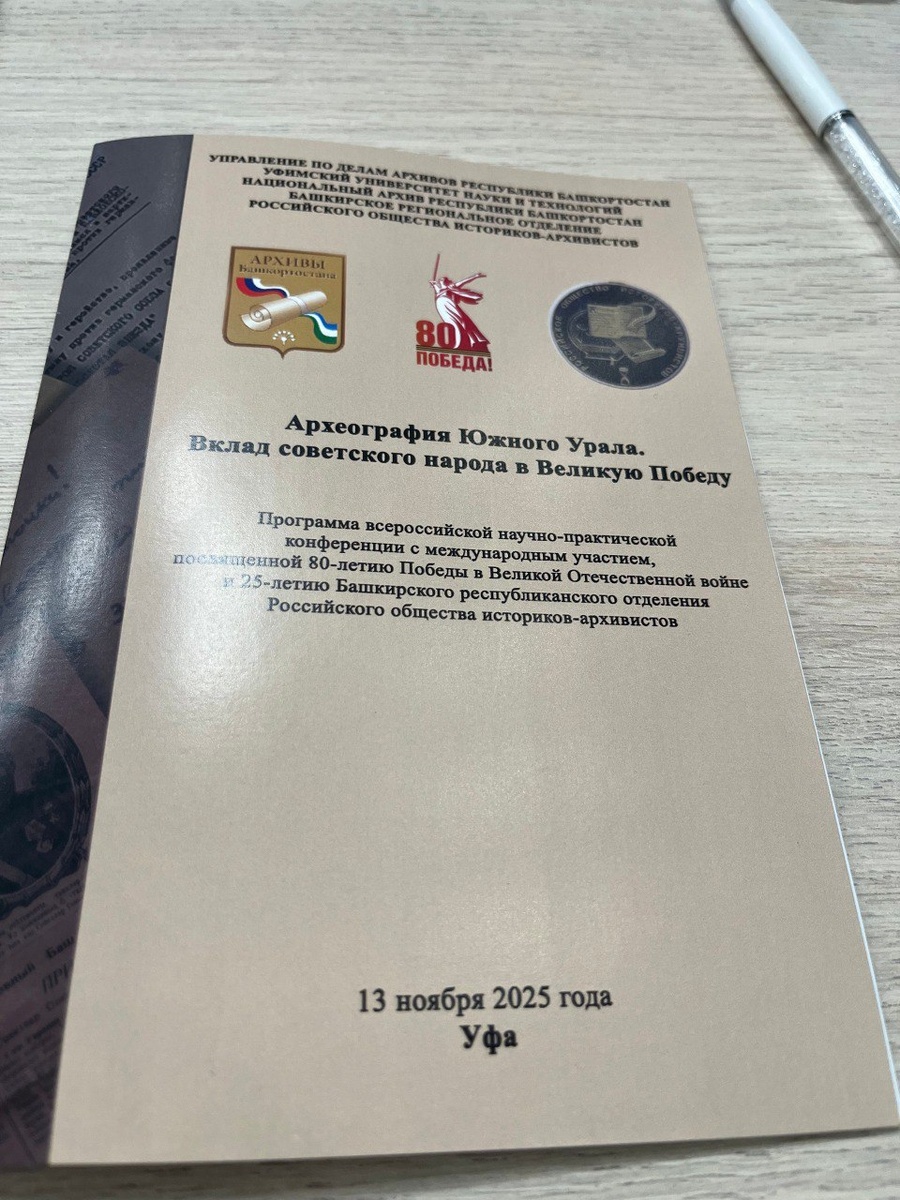 УПРАВЛЕНИЕ ПО ДЕЛАМ АРХИВОВ РЕСПУБЛИКИ БАШКОРТОСТАН
УФИМСКИЙ УНИВЕРСИТЕТ НАУКИ И ТЕХНОЛОГИЙ
НАЦИОНАЛЬНЫЙ АРХИВ РЕСПУБЛИКИ БАШКОРТОСТАН
БАШКИРСКОЕ РЕГИОНАЛЬНОЕ ОТДЕЛЕНИЕ
РОССИЙСКОГО ОБЩЕСТВА ИСТОРИКОВ-АРХИВИСТОВ
АРХИВЫ
Башкортостана
80
ПОБЕДА!
Археография Южного Урала.
Вклад советского народа в Великую Победу
Программа всероссийской научно-практической
конференции с международным участием,
посвященной 80-летию Победы в Великой Отечественной войне
и 25-летию Башкирского республиканского отделения
Российского общества историков-архивистов
13 ноября 2025 года
Уфа